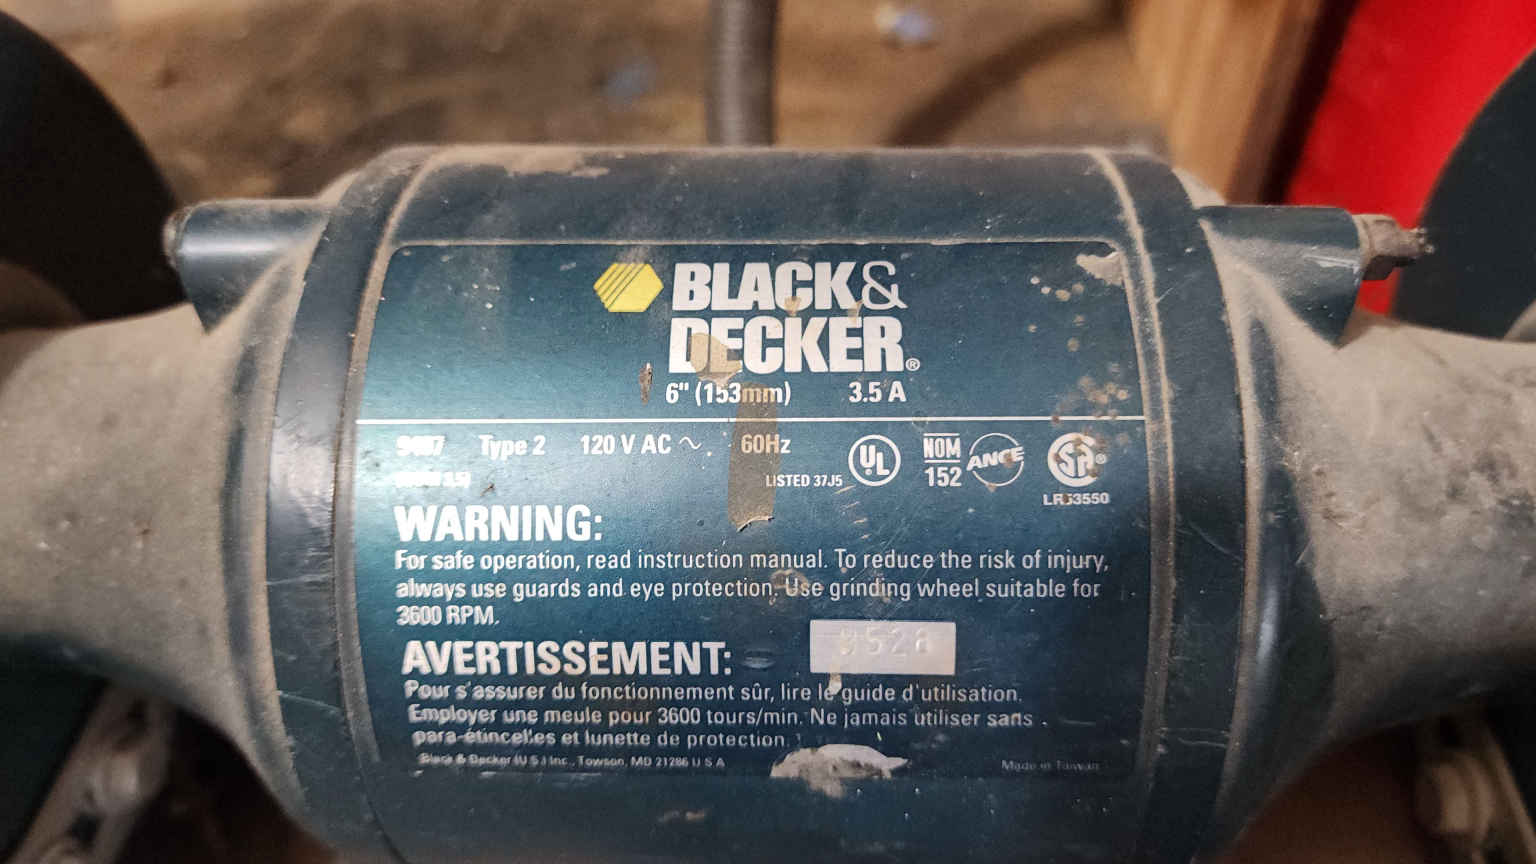 BLACK&
DECKER®
6" (153mm) 3.5 A
Type 2 120 V AC ~ 60Hz
LISTED 37J5 UL NOM 152 ANCE SA®
LR53550
WARNING:
For safe operation, read instruction manual. To reduce the risk of injury,
always use guards and eye protection. Use grinding wheel suitable for
3600 RPM.
AVERTISSEMENT:
9528
Pour s'assurer du fonctionnement sûr, lire le guide d'utilisation.
Employer une meule pour 3600 tours/min. Ne jamais utiliser sans
para-étincelles et lunette de protection.
Black & Decker (U S ) Inc., Towson, MD 21286 U S A
Made in Taiwan